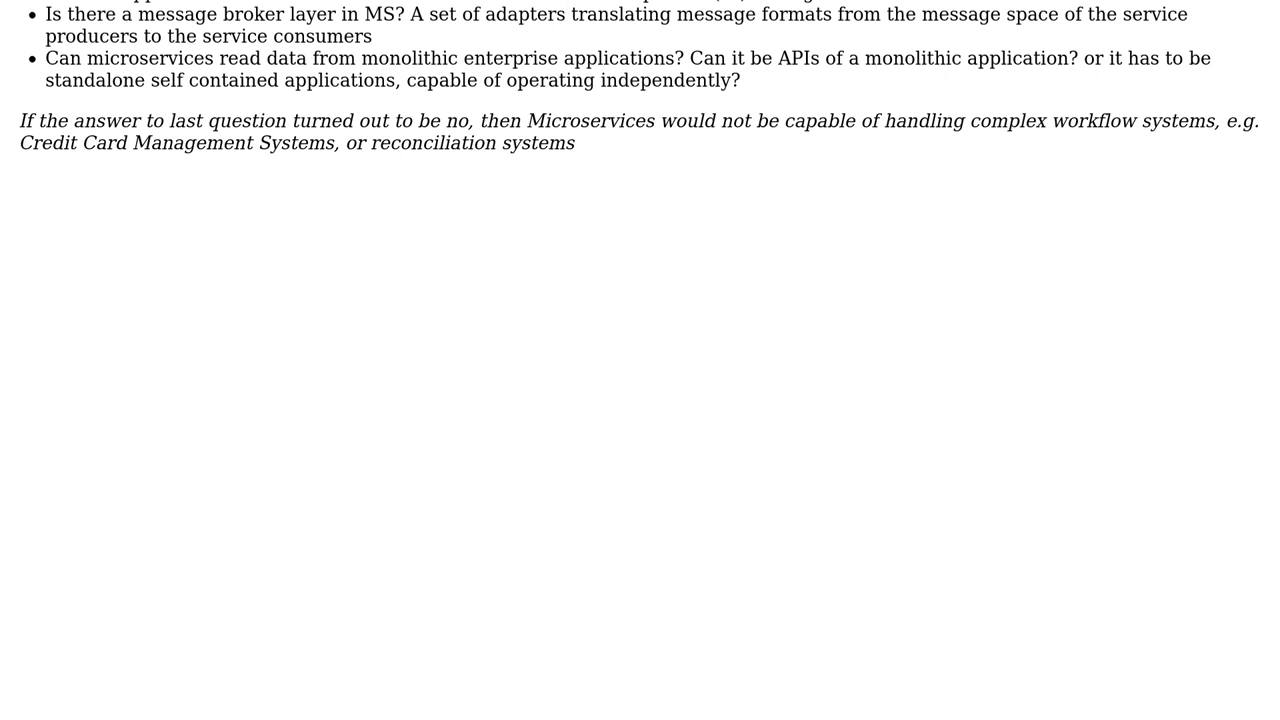 • Is there a message broker layer in MS? A set of adapters translating message formats from the message space of the service
producers to the service consumers
• Can microservices read data from monolithic enterprise applications? Can it be APIs of a monolithic application? or it has to be
standalone self contained applications, capable of operating independently?
If the answer to last question turned out to be no, then Microservices would not be capable of handling complex workflow systems, e.g.
Credit Card Management Systems, or reconciliation systems